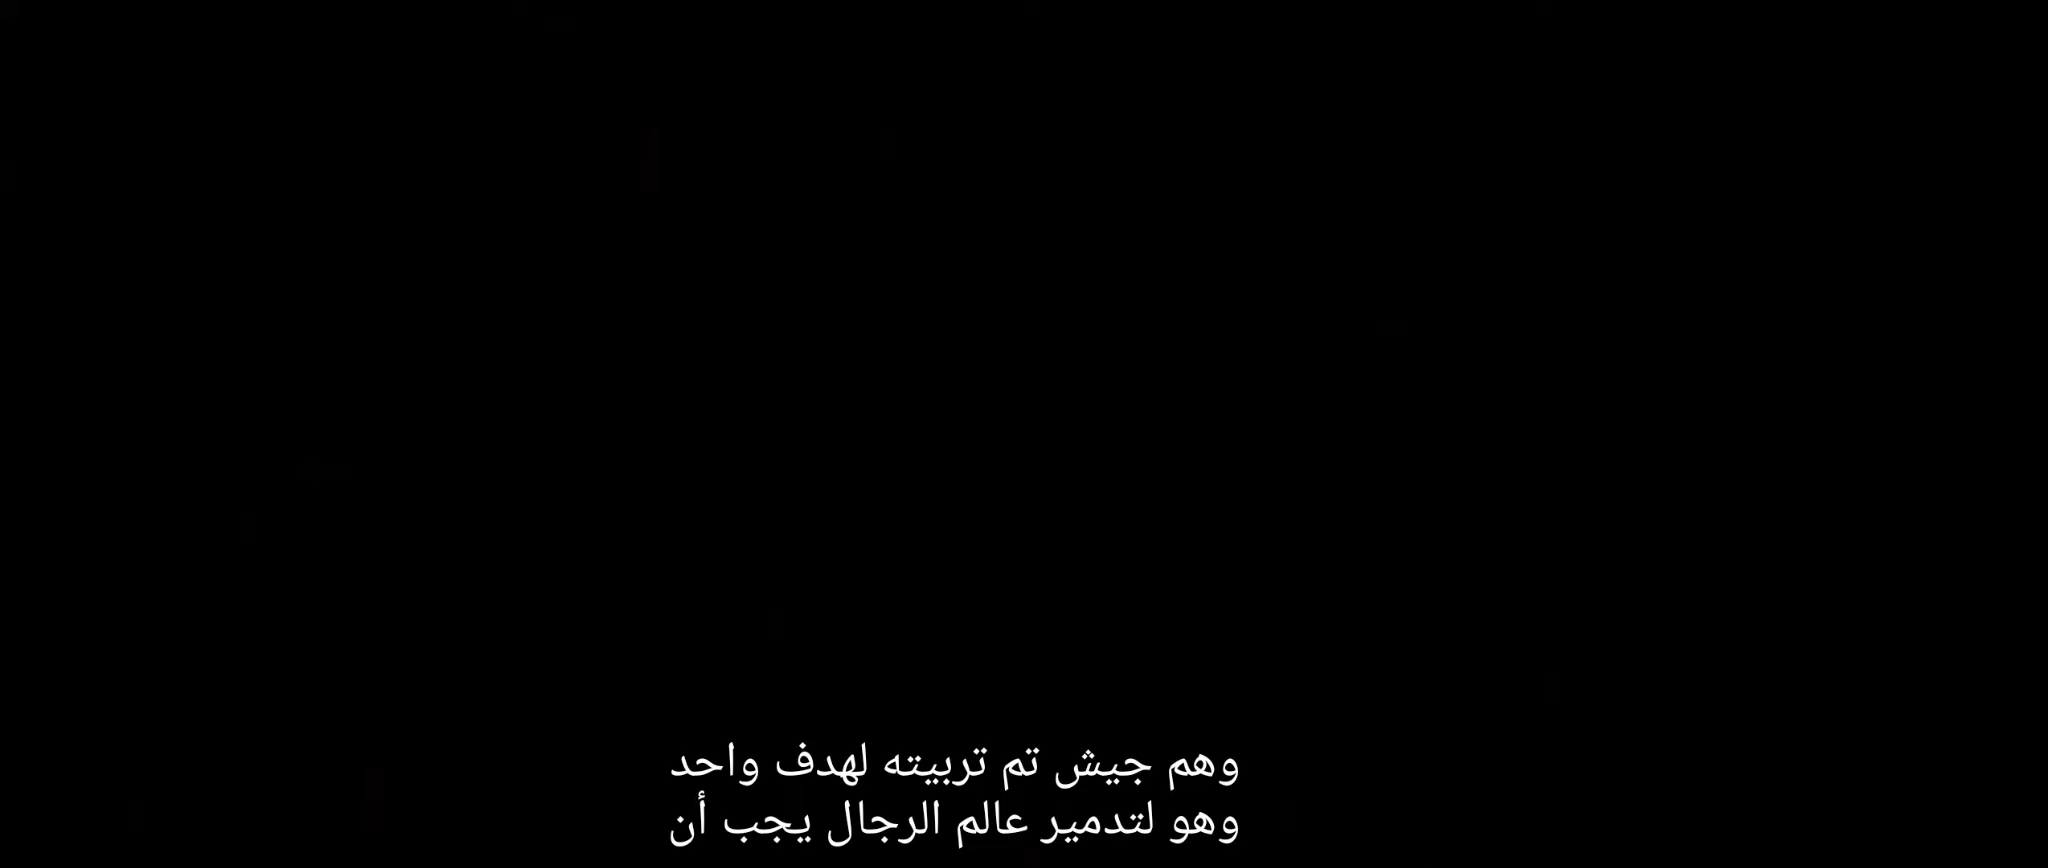 وهم جيش تم تربيته لهدف واحد
وهو لتدمير عالم الرجال يجب أن